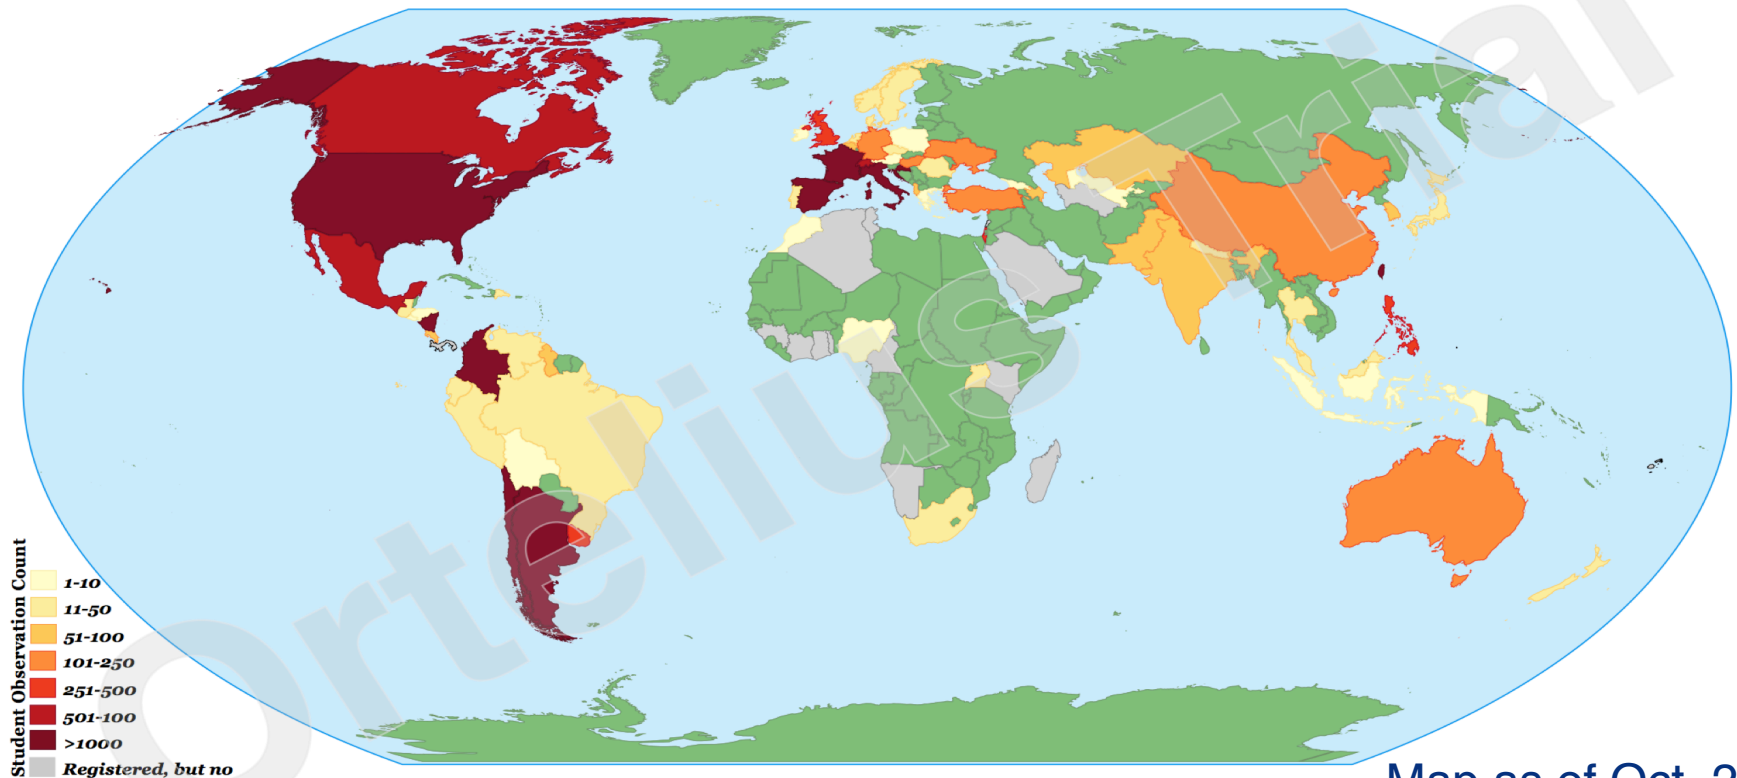 Ortelius Trial
Student Observation Count
1-10
11-50
51-100
101-250
251-500
501-100
>1000
Registered, but no